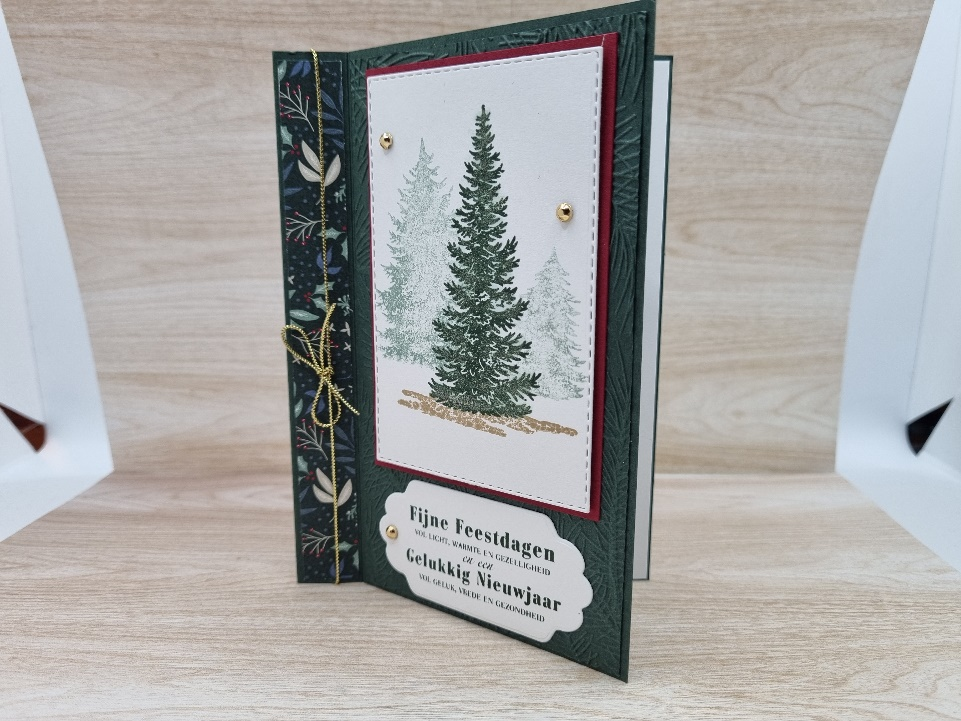 Fijne Feestdagen
VOL LICHT, WARMTE EN GEZELLIGHEID
en een
Gelukkig Nieuwjaar
VOL GELUK, VREDE EN GEZONDHEID